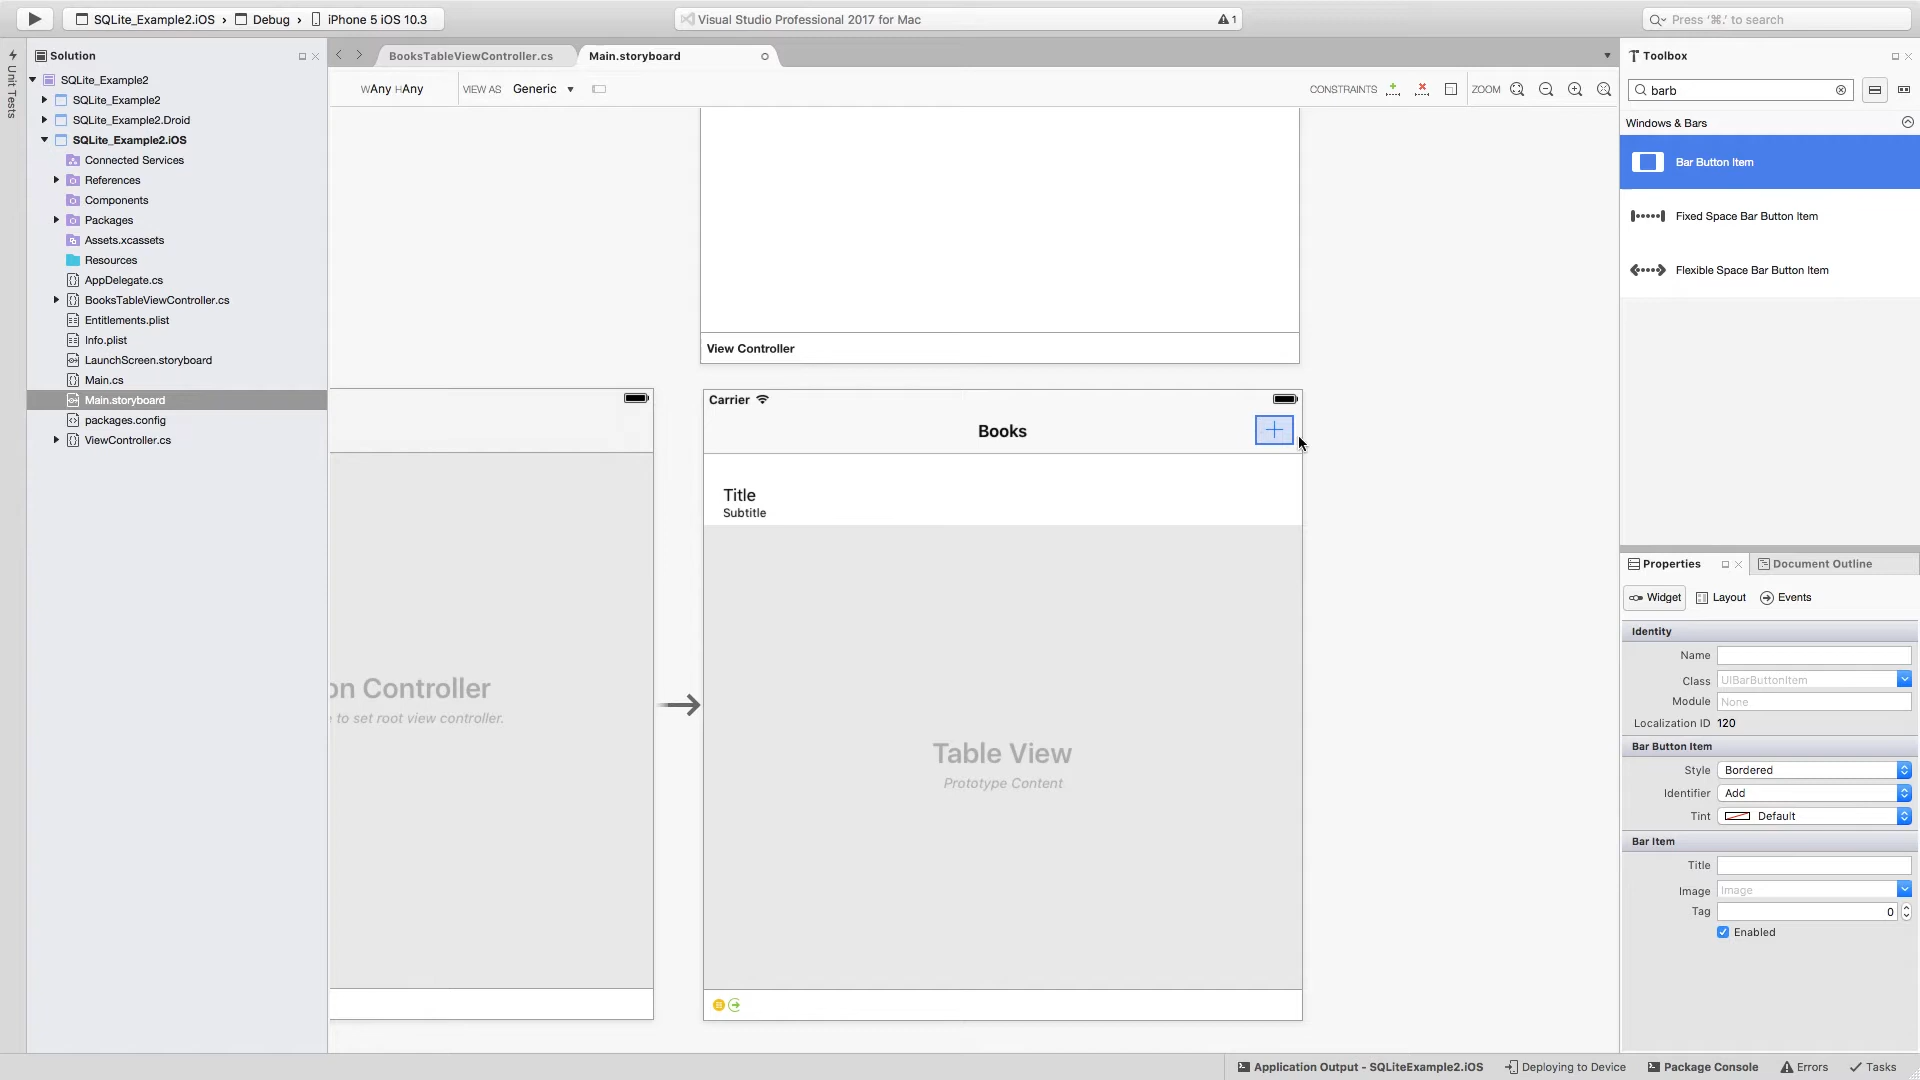 SQLite_Example2.iOS › Debug › iPhone 5 iOS 10.3
Visual Studio Professional 2017 for Mac
1
Press '⌘.' to search
Unit Tests
Solution
SQLite_Example2
SQLite_Example2
SQLite_Example2.Droid
SQLite_Example2.iOS
Connected Services
References
Components
Packages
Assets.xcassets
Resources
AppDelegate.cs
BooksTableViewController.cs
Entitlements.plist
Info.plist
LaunchScreen.storyboard
Main.cs
Main.storyboard
packages.config
ViewController.cs
BooksTableViewController.cs
Main.storyboard
wAny hAny
VIEW AS Generic
CONSTRAINTS
ZOOM
View Controller
on Controller
to set root view controller.
Carrier
Books
Title
Subtitle
Table View
Prototype Content
Toolbox
barb
Windows & Bars
Bar Button Item
Fixed Space Bar Button Item
Flexible Space Bar Button Item
Properties
Document Outline
Widget
Layout
Events
Identity
Name
Class UIBarButtonItem
Module None
Localization ID 120
Bar Button Item
Style Bordered
Identifier Add
Tint Default
Bar Item
Title
Image Image
Tag 0
Enabled
Application Output - SQLiteExample2.iOS
Deploying to Device
Package Console
Errors
Tasks